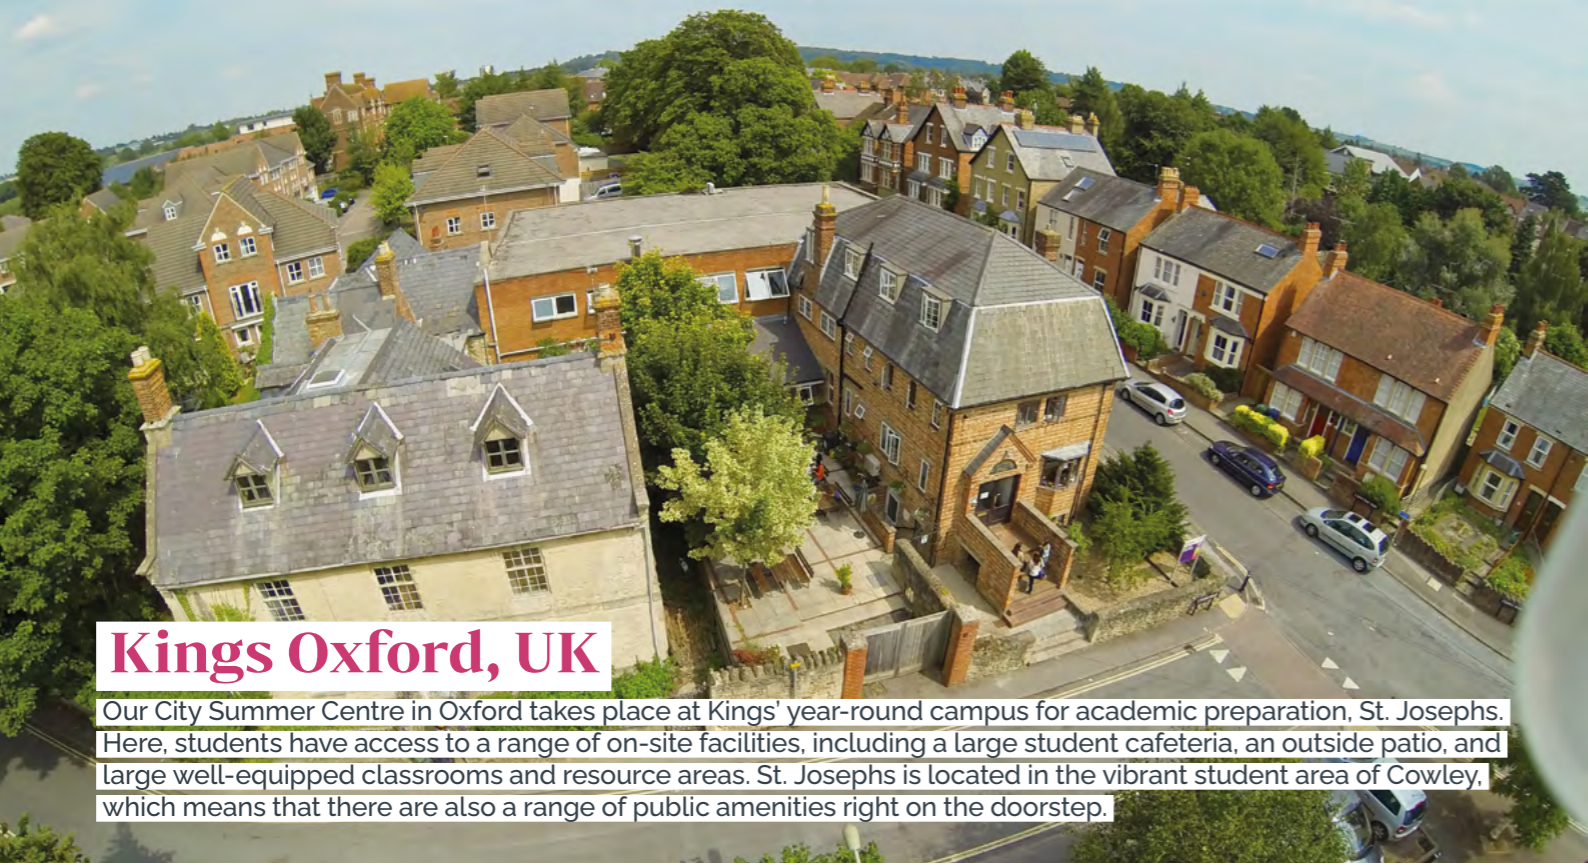 Kings Oxford, UK
Our City Summer Centre in Oxford takes place at Kings’ year-round campus for academic preparation, St. Josephs.
Here, students have access to a range of on-site facilities, including a large student cafeteria, an outside patio, and
large well-equipped classrooms and resource areas. St. Josephs is located in the vibrant student area of Cowley,
which means that there are also a range of public amenities right on the doorstep.